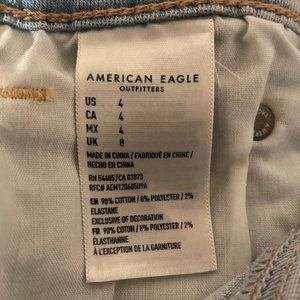 AMERICAN EAGLE
OUTFITTERS
US 4
CA 4
MX 4
UK 8
MADE IN CHINA / FABRIQUÉ EN CHINE /
HECHO EN CHINA
RN 54485/CA 03873
RFC# AEM120605U9A
EN 90% COTTON / 8% POLYESTER / 2%
ELASTANE
EXCLUSIVE OF DECORATION
FR 90% COTON / 8% POLYESTER / 2%
ÉLASTHANNE
À L'EXCEPTION DE LA GARNITURE